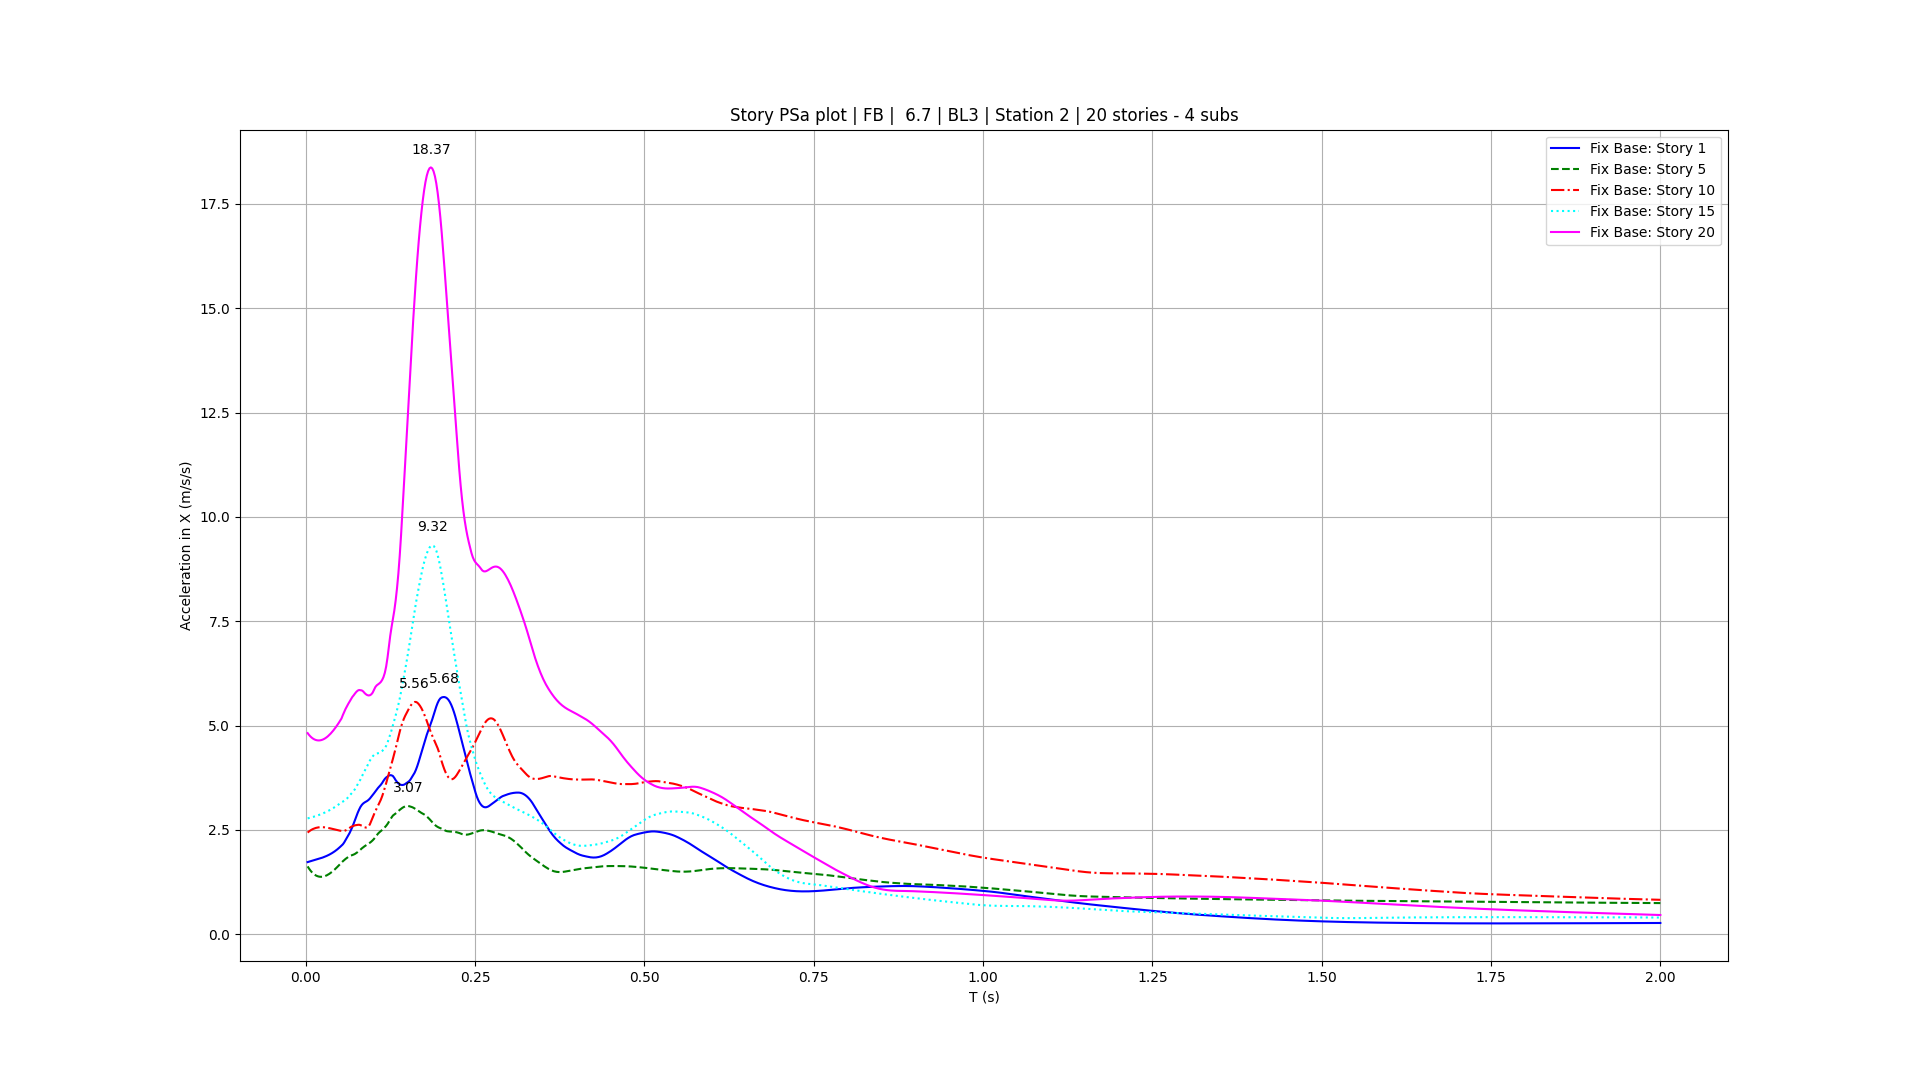 Story PSa plot | FB |  6.7 | BL3 | Station 2 | 20 stories - 4 subs
Fix Base: Story 1
Fix Base: Story 5
Fix Base: Story 10
Fix Base: Story 15
Fix Base: Story 20
18.37
9.32
5.56
5.68
3.07
Acceleration in X (m/s/s)
17.5
15.0
12.5
10.0
7.5
5.0
2.5
0.0
0.00 0.25 0.50 0.75 1.00 1.25 1.50 1.75 2.00
T (s)